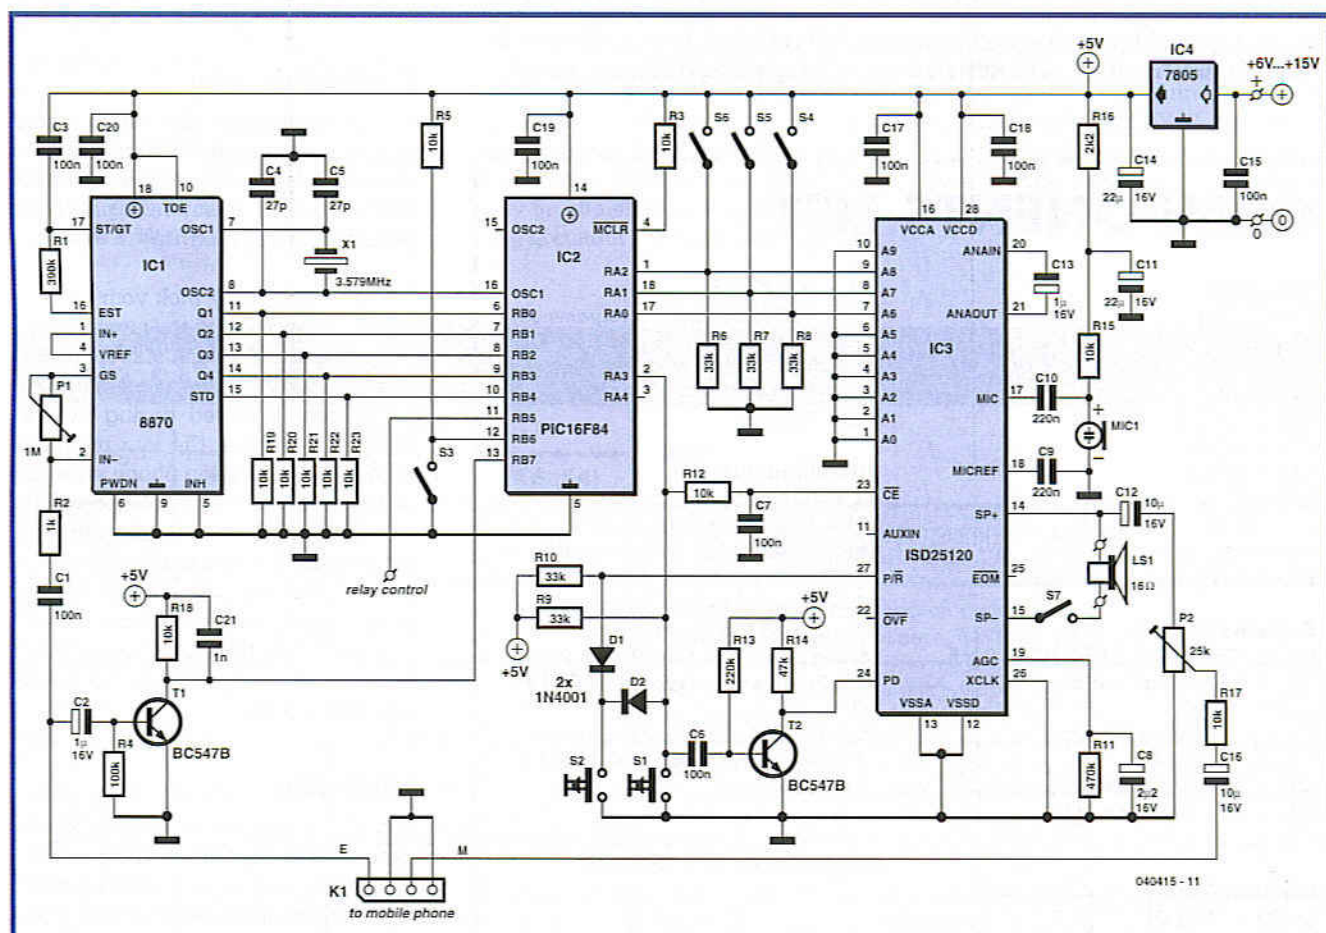 +5V
IC4
7805
+6V...+15V
+
0
0
C3
100n
C20
100n
R5
10k
C19
100n
R3
10k
S6
S5
S4
C17
100n
C18
100n
R16
2k2
C14
22µ
16V
C15
100n
C4
27p
C5
27p
18
10
TOE
17
ST/GT
OSC1
7
IC1
X1
3.579MHz
R1
390k
OSC2
8
16
EST
Q1
11
1
IN+
Q2
12
4
VREF
Q3
13
3
GS
Q4
14
STD
15
P1
1M
8870
2
IN–
PWDN
INH
6
9
5
R2
1k
C1
100n
R19
R20
R21
R22
R23
10k
10k
10k
10k
10k
14
15
OSC2
MCLR
4
IC2
RA2
1
RA1
18
RA0
17
16
OSC1
6
RB0
7
RB1
8
RB2
9
RB3
10
RB4
11
RB5
12
RB6
13
RB7
RA3
2
RA4
3
PIC16F84
5
S3
relay control
R6
R7
R8
33k
33k
33k
16
28
VCCA
VCCD
10
A9
9
A8
8
A7
7
A6
6
A5
5
A4
4
A3
3
A2
2
A1
1
A0
IC3
ANAIN
20
ANAOUT
21
C13
1µ
16V
C11
22µ
16V
R15
10k
MIC
17
C10
220n
+
MIC1
–
MICREF
18
C9
220n
23
CE
11
AUXIN
ISD25120
SP+
14
C12
10µ
16V
27
P/R
EOM
25
LS1
16Ω
22
OVF
SP–
15
S7
AGC
19
24
PD
XCLK
26
VSSA
VSSD
13
12
P2
25k
R12
10k
C7
100n
R10
33k
R9
33k
+5V
D1
2x
1N4001
D2
+5V
R13
220k
R14
47k
T2
BC547B
C6
100n
S2
S1
R11
470k
C8
2µ2
16V
R17
10k
C16
10µ
16V
+5V
R18
10k
C21
1n
T1
BC547B
C2
1µ
16V
R4
100k
E
M
K1
to mobile phone
040415 - 11